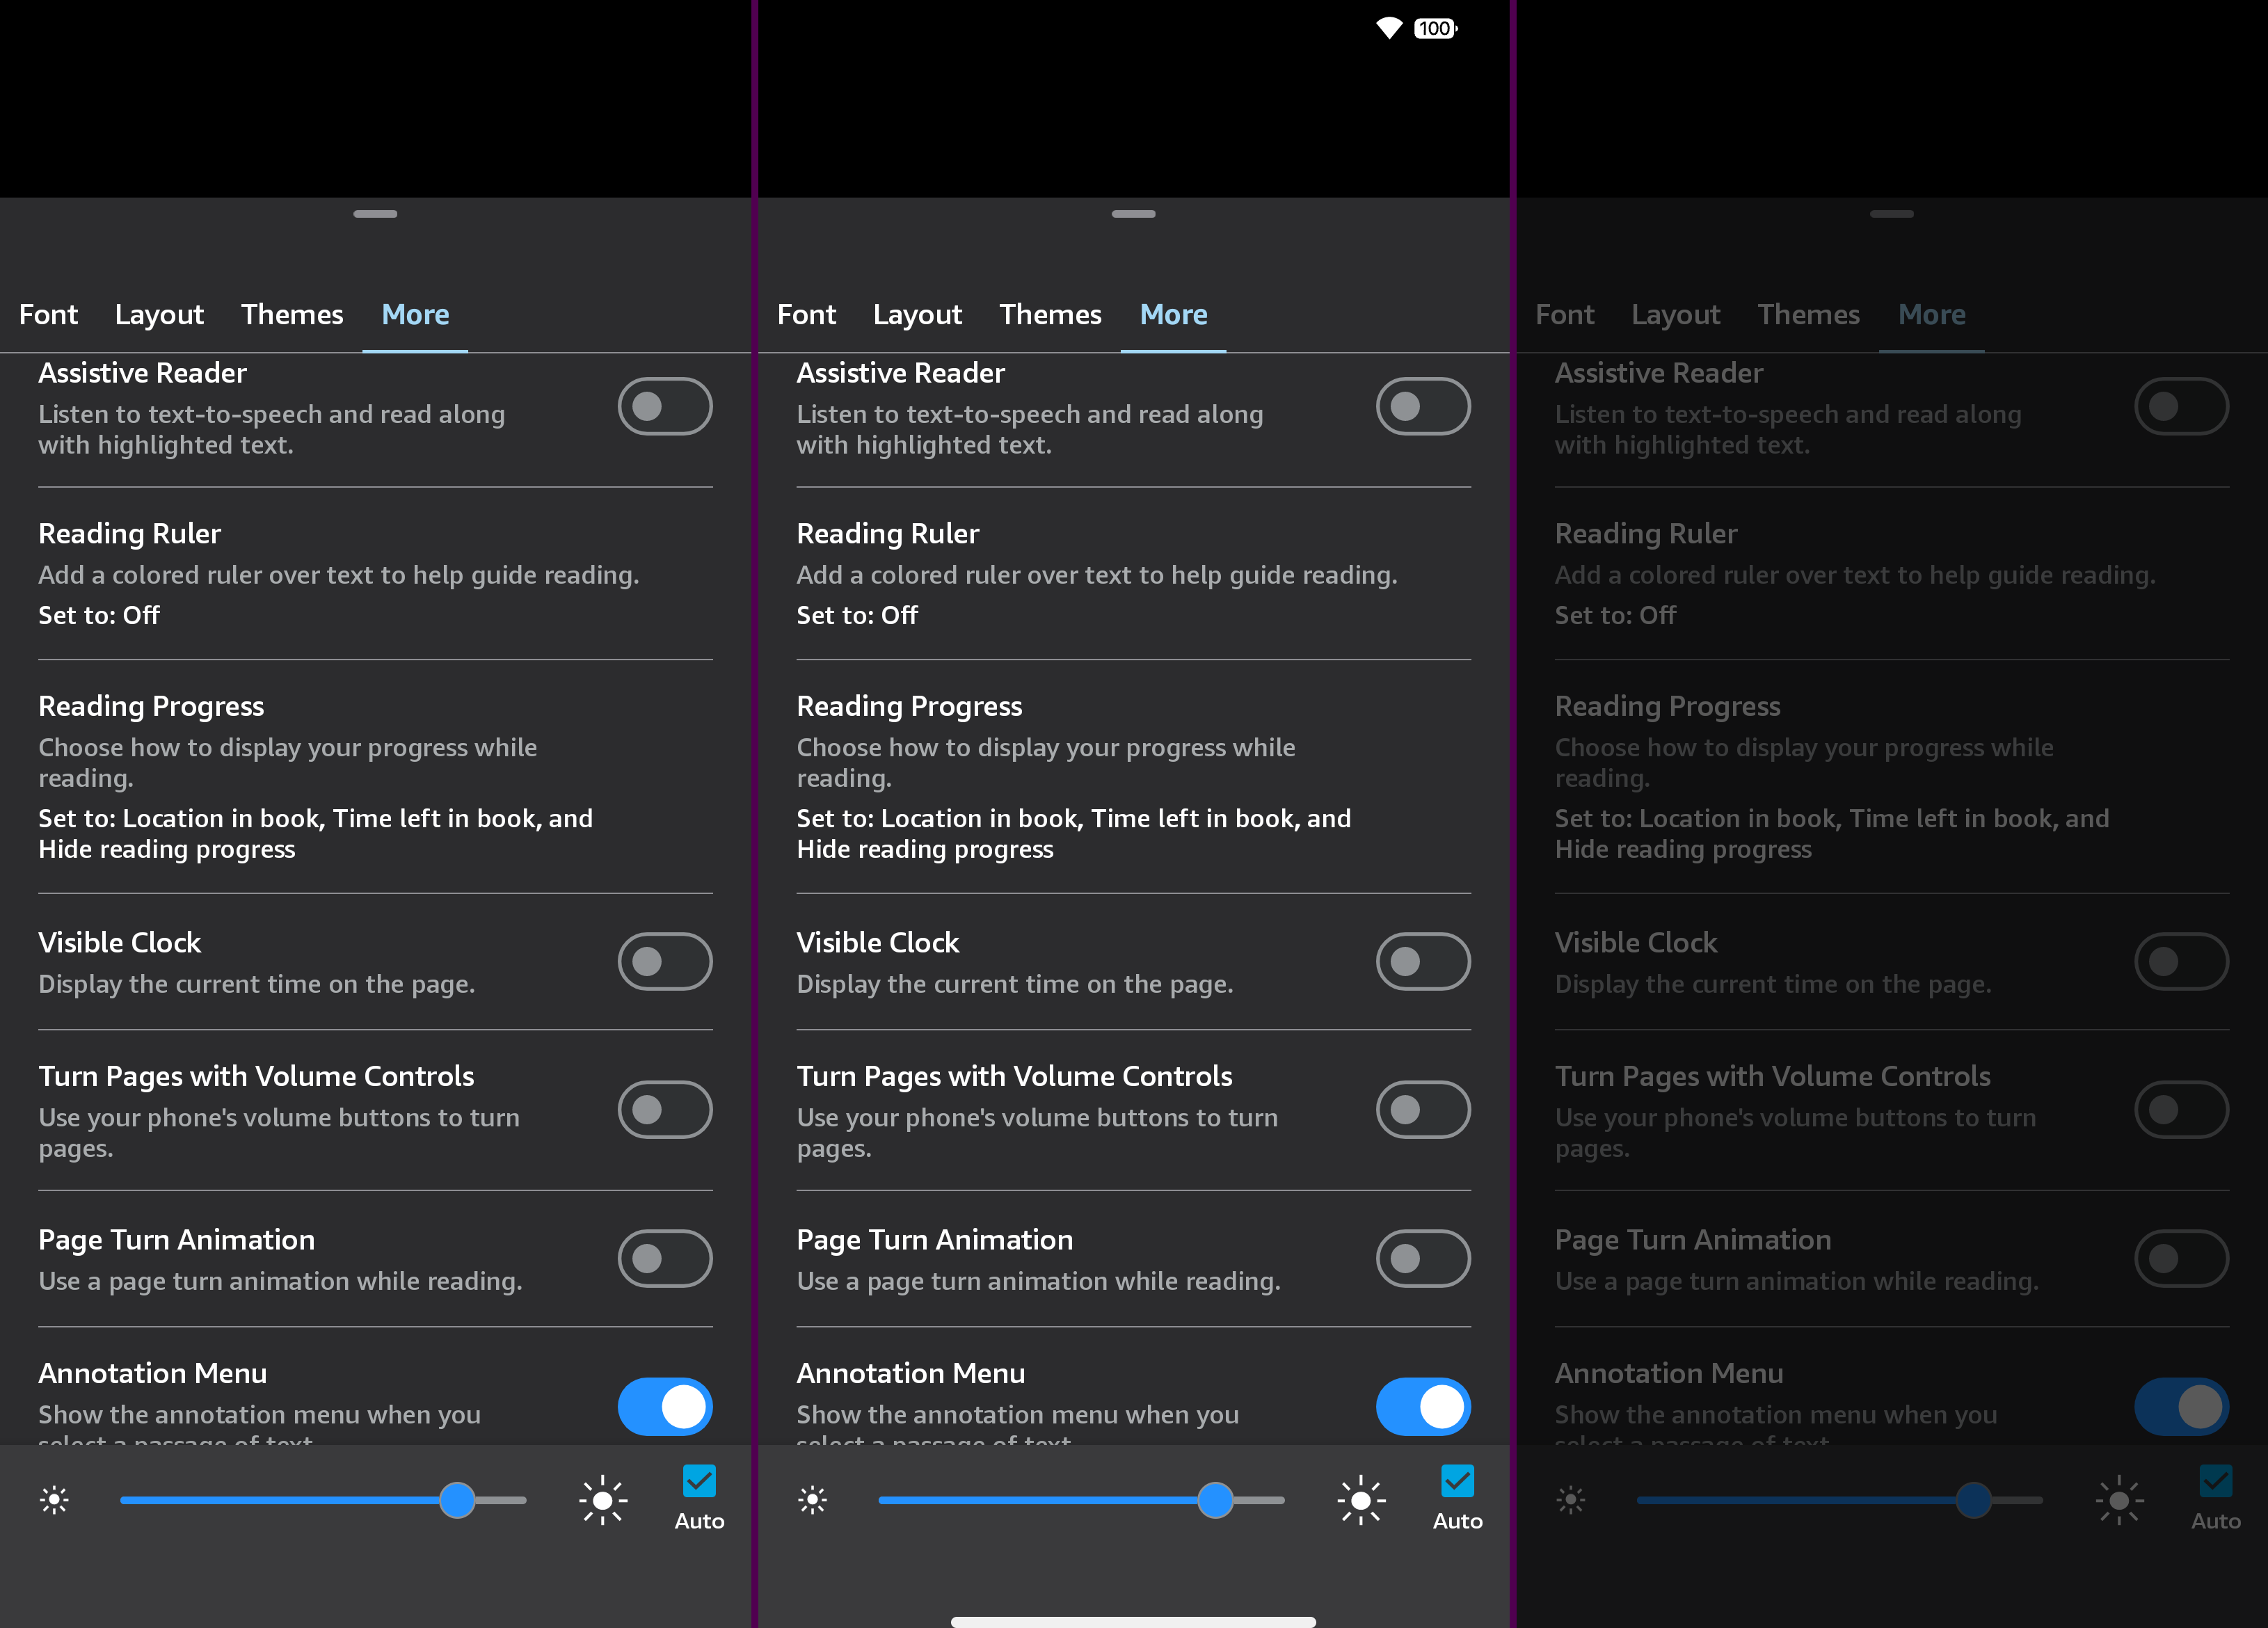 Font Layout Themes More
Assistive Reader
Listen to text-to-speech and read along
with highlighted text.
Reading Ruler
Add a colored ruler over text to help guide reading.
Set to: Off
Reading Progress
Choose how to display your progress while
reading.
Set to: Location in book, Time left in book, and
Hide reading progress
Visible Clock
Display the current time on the page.
Turn Pages with Volume Controls
Use your phone's volume buttons to turn
pages.
Page Turn Animation
Use a page turn animation while reading.
Annotation Menu
Show the annotation menu when you
select a passage of text
Auto
100
Font Layout Themes More
Assistive Reader
Listen to text-to-speech and read along
with highlighted text.
Reading Ruler
Add a colored ruler over text to help guide reading.
Set to: Off
Reading Progress
Choose how to display your progress while
reading.
Set to: Location in book, Time left in book, and
Hide reading progress
Visible Clock
Display the current time on the page.
Turn Pages with Volume Controls
Use your phone's volume buttons to turn
pages.
Page Turn Animation
Use a page turn animation while reading.
Annotation Menu
Show the annotation menu when you
select a passage of text
Auto
Font Layout Themes More
Assistive Reader
Listen to text-to-speech and read along
with highlighted text.
Reading Ruler
Add a colored ruler over text to help guide reading.
Set to: Off
Reading Progress
Choose how to display your progress while
reading.
Set to: Location in book, Time left in book, and
Hide reading progress
Visible Clock
Display the current time on the page.
Turn Pages with Volume Controls
Use your phone's volume buttons to turn
pages.
Page Turn Animation
Use a page turn animation while reading.
Annotation Menu
Show the annotation menu when you
select a passage of text
Auto